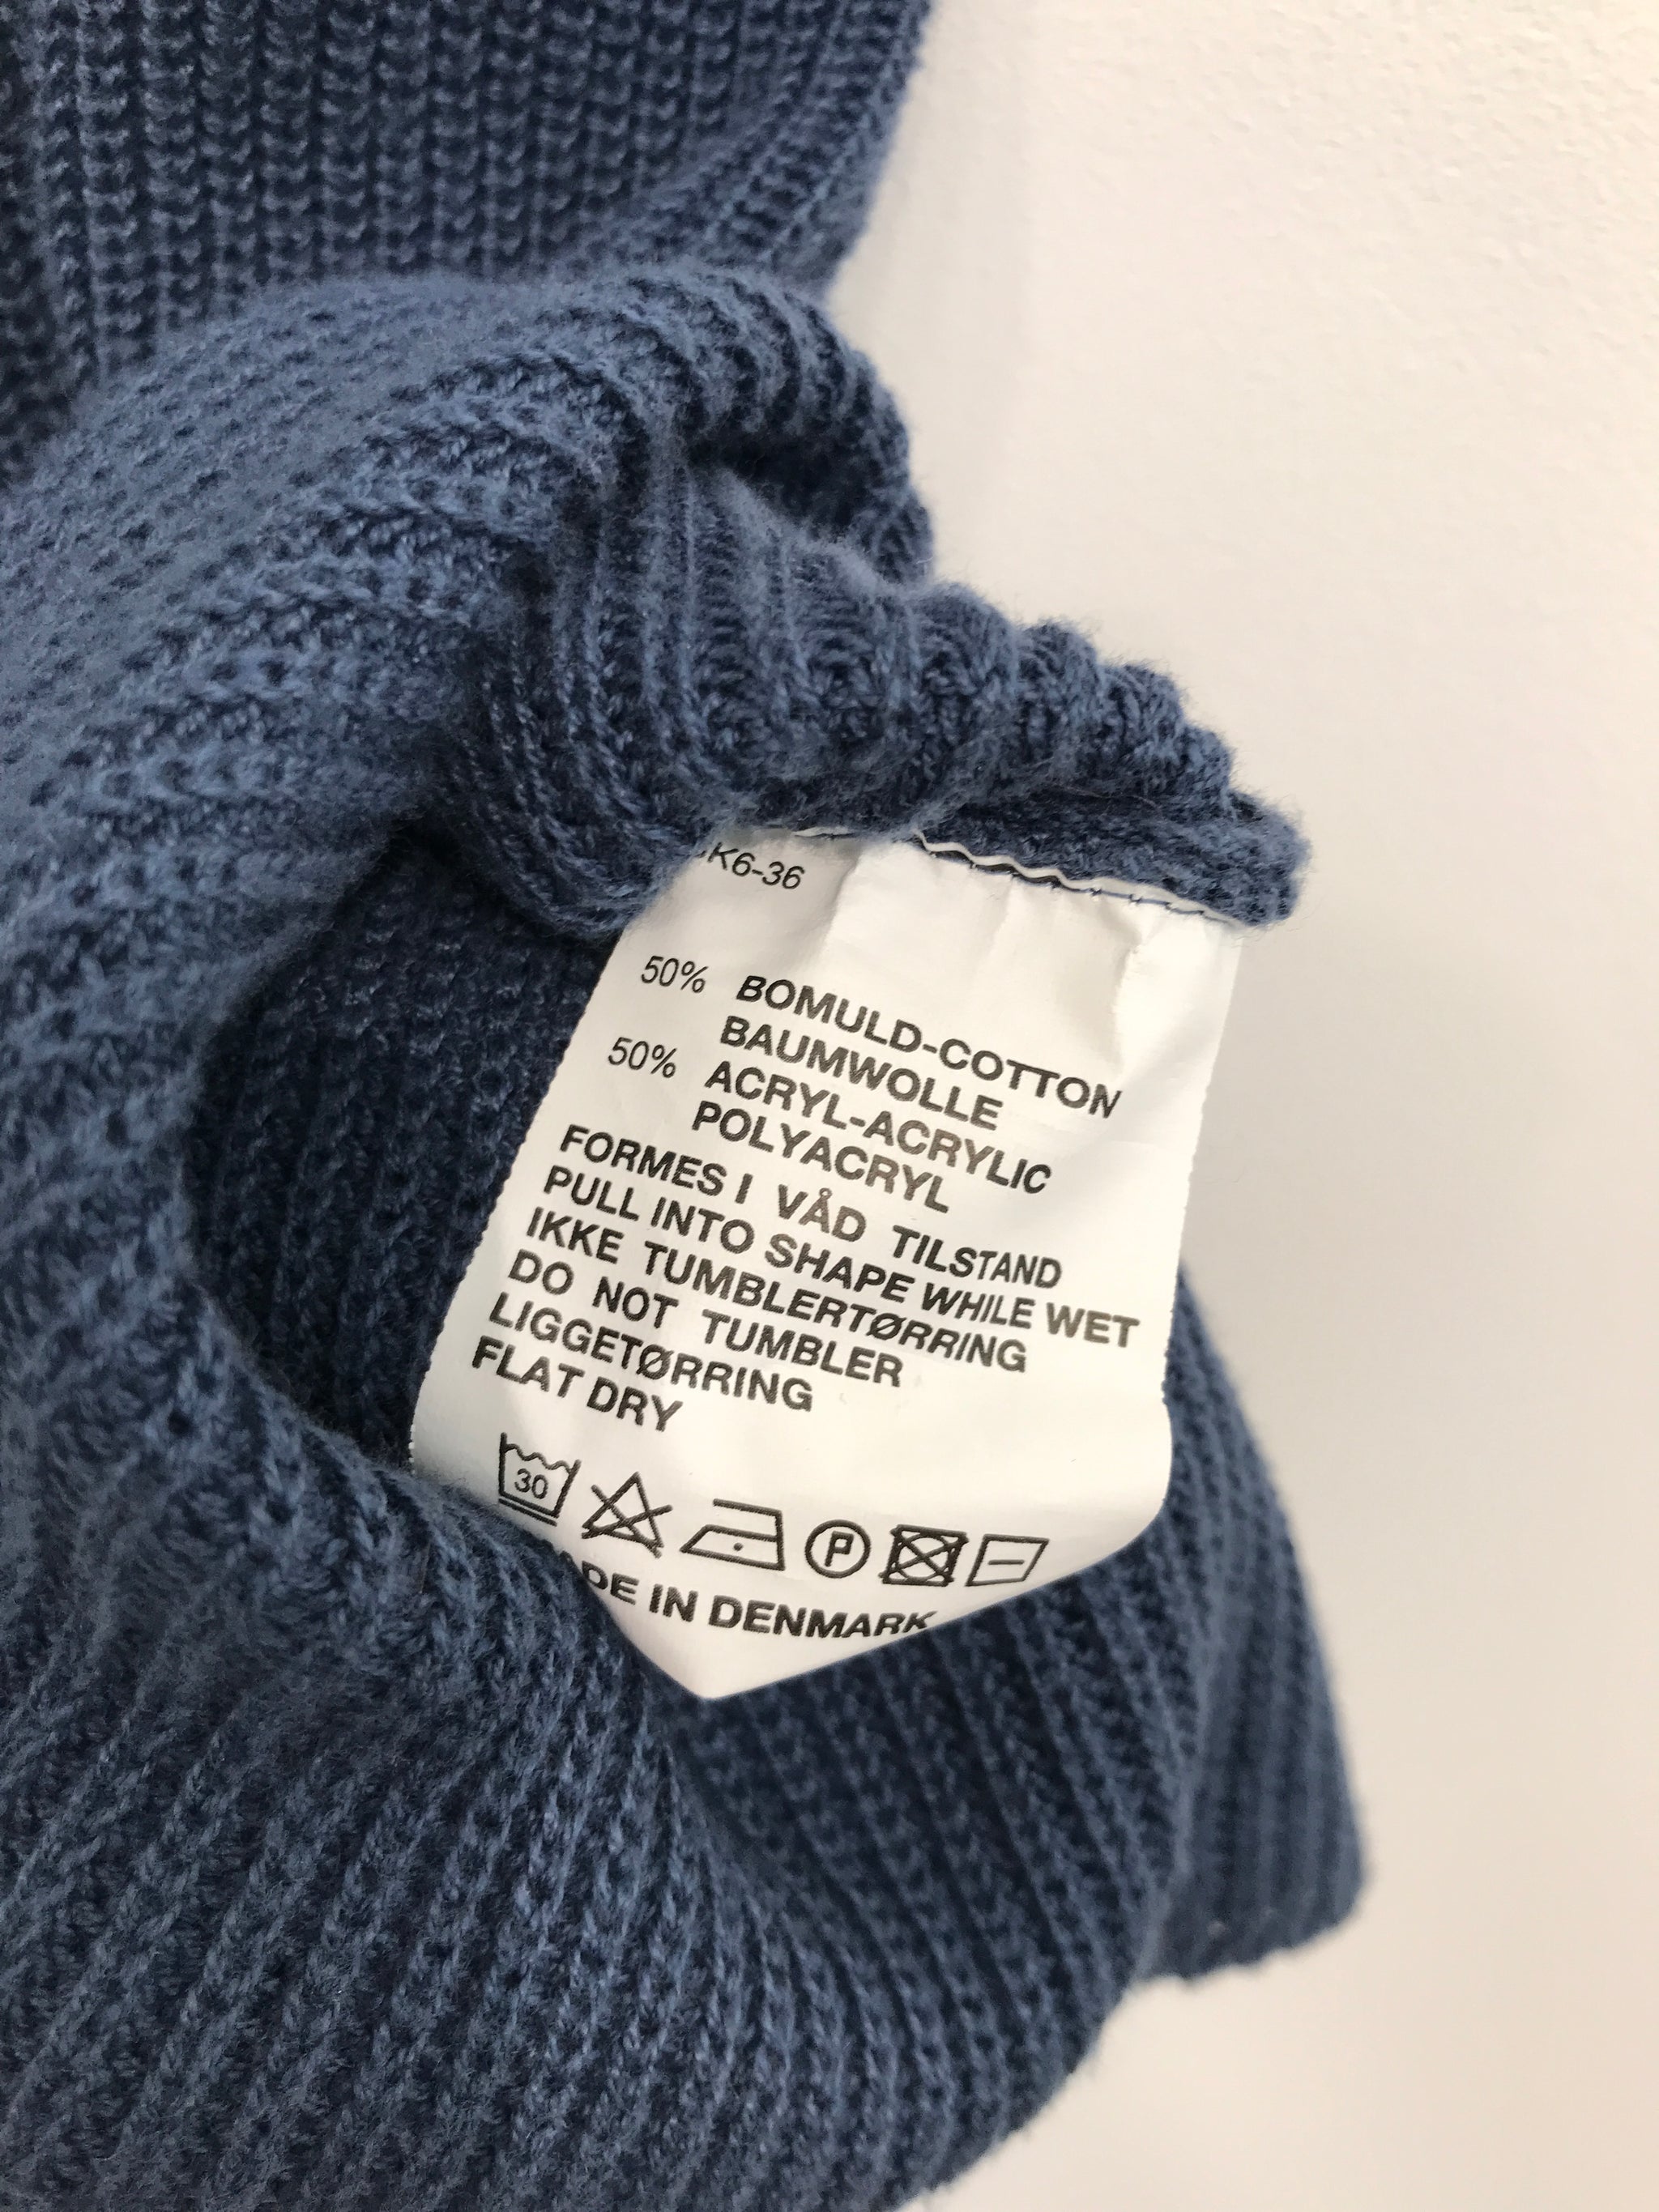 K6-36
50% BOMULD-COTTON
BAUMWOLLE
50% ACRYL-ACRYLIC
POLYACRYL
FORMES I VÅD TILSTAND
PULL INTO SHAPE WHILE WET
IKKE TUMBLERTØRRING
DO NOT TUMBLER
LIGGETØRRING
FLAT DRY
30
P
DE IN DENMARK